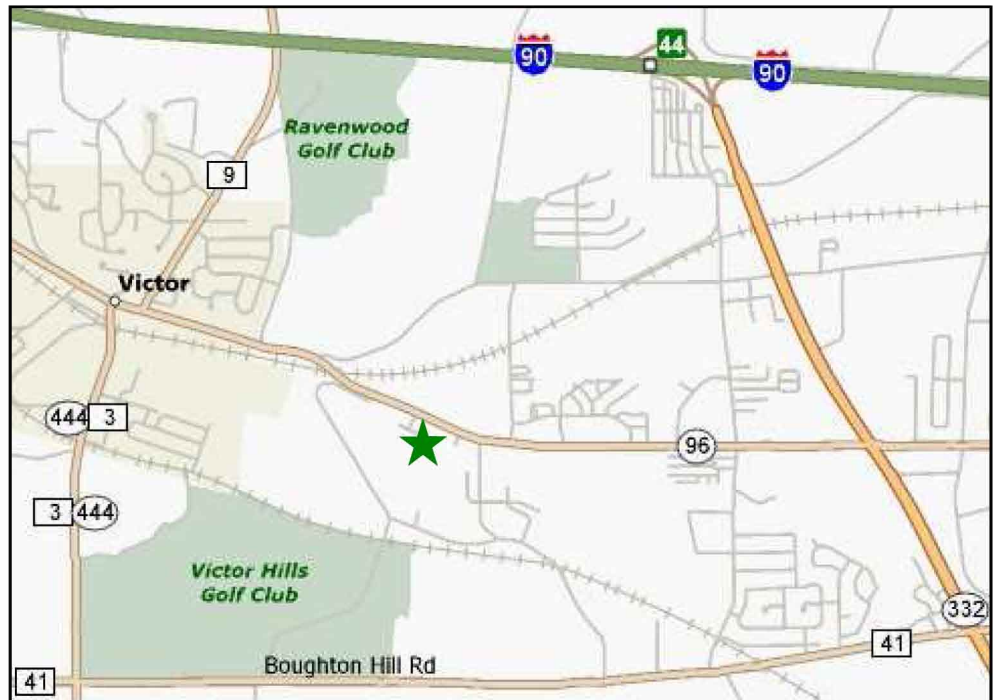 44
90
90
Ravenwood
Golf Club
9
Victor
444 3
96
3 444
Victor Hills
Golf Club
332
41
Boughton Hill Rd
41